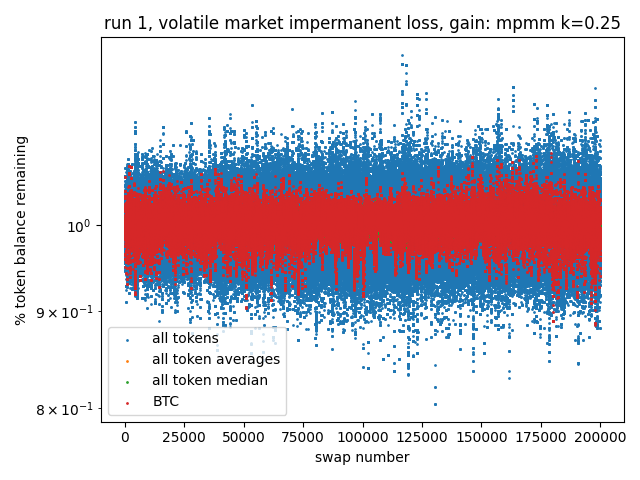 run 1, volatile market impermanent loss, gain: mpmm k=0.25
% token balance remaining
10⁰
9 × 10⁻¹
8 × 10⁻¹
all tokens
all token averages
all token median
BTC
0 25000 50000 75000 100000 125000 150000 175000 200000
swap number